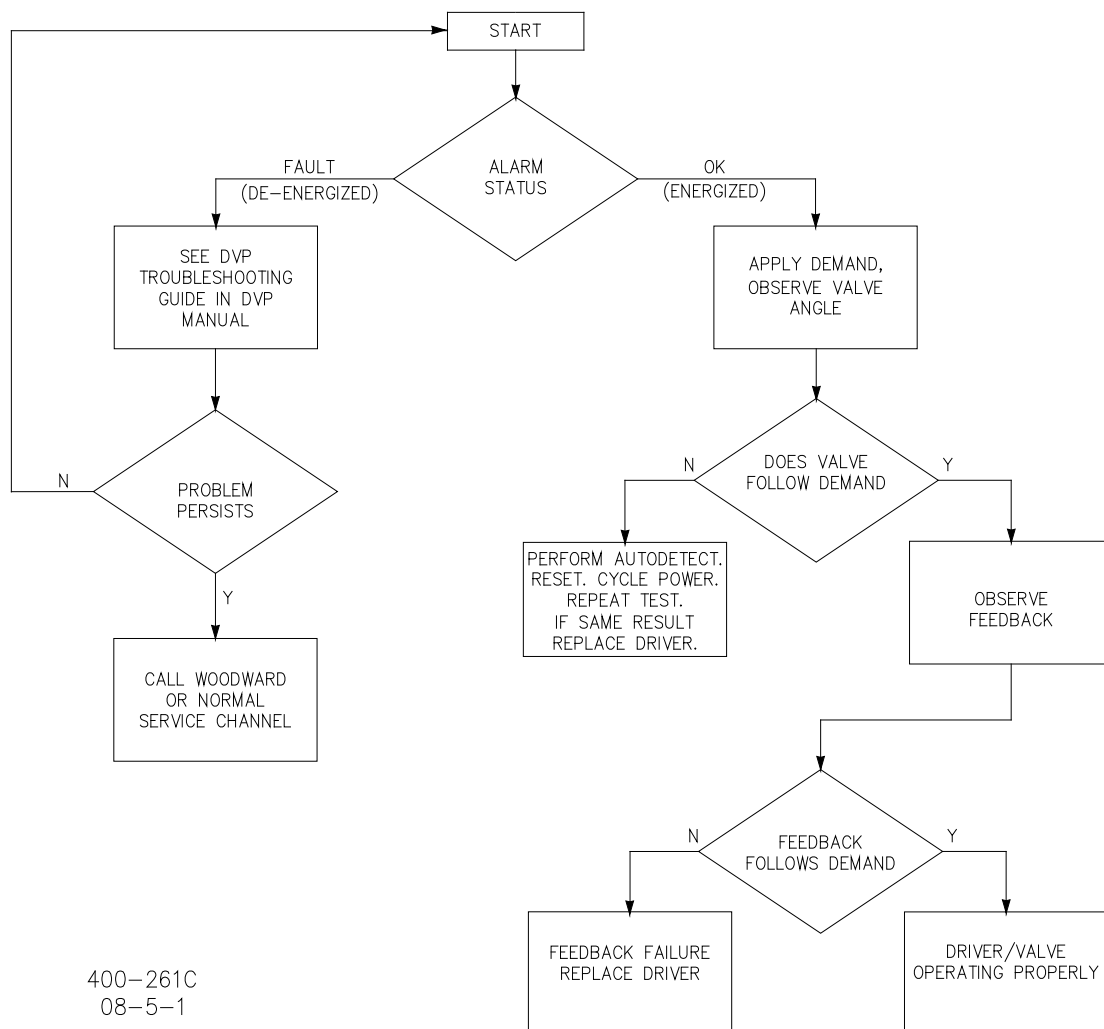 START
ALARM
STATUS
FAULT
(DE-ENERGIZED)
OK
(ENERGIZED)
SEE DVP
TROUBLESHOOTING
GUIDE IN DVP
MANUAL
APPLY DEMAND,
OBSERVE VALVE
ANGLE
PROBLEM
PERSISTS
N
Y
CALL WOODWARD
OR NORMAL
SERVICE CHANNEL
DOES VALVE
FOLLOW DEMAND
N
Y
PERFORM AUTODETECT.
RESET. CYCLE POWER.
REPEAT TEST.
IF SAME RESULT
REPLACE DRIVER.
OBSERVE
FEEDBACK
FEEDBACK
FOLLOWS DEMAND
N
Y
FEEDBACK FAILURE
REPLACE DRIVER
DRIVER/VALVE
OPERATING PROPERLY
400-261C
08-5-1